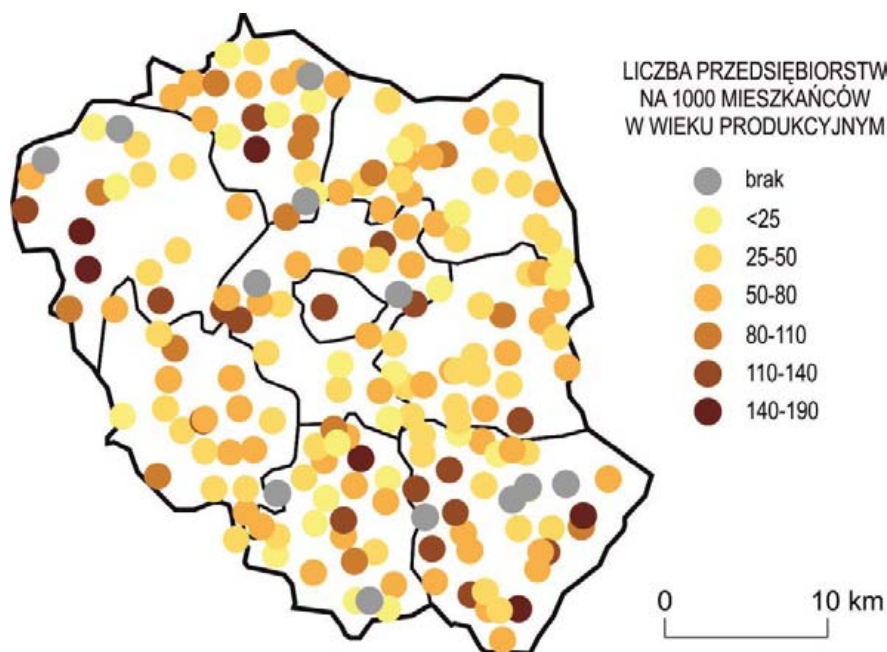 LICZBA PRZEDSIĘBIORSTW
NA 1000 MIESZKAŃCÓW
W WIEKU PRODUKCYJNYM
brak
<25
25-50
50-80
80-110
110-140
140-190
0 10 km